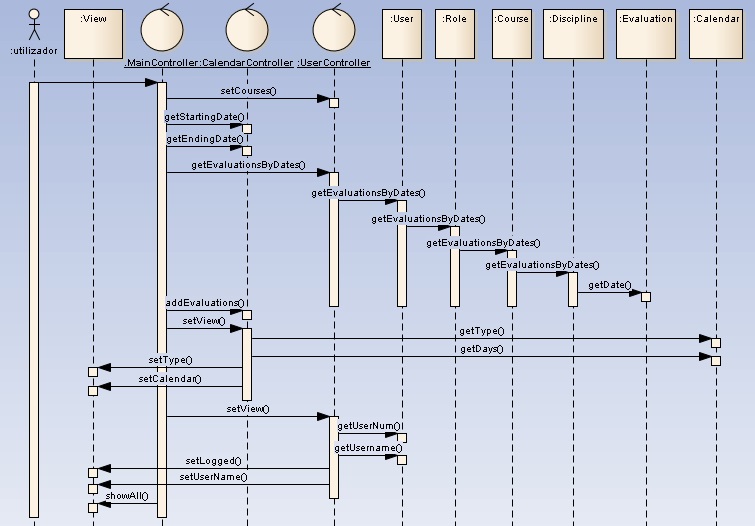 :View
:User
:Role
:Course
:Discipline
:Evaluation
:Calendar
:utilizador
:MainController
:CalendarController
:UserController
setCourses()
getStartingDate()
getEndingDate()
getEvaluationsByDates()
getEvaluationsByDates()
getEvaluationsByDates()
getEvaluationsByDates()
getEvaluationsByDates()
getDate()
addEvaluations()
setView()
getType()
getDays()
setType()
setCalendar()
setView()
getUserNum()
getUsername()
setLogged()
setUserName()
showAll()